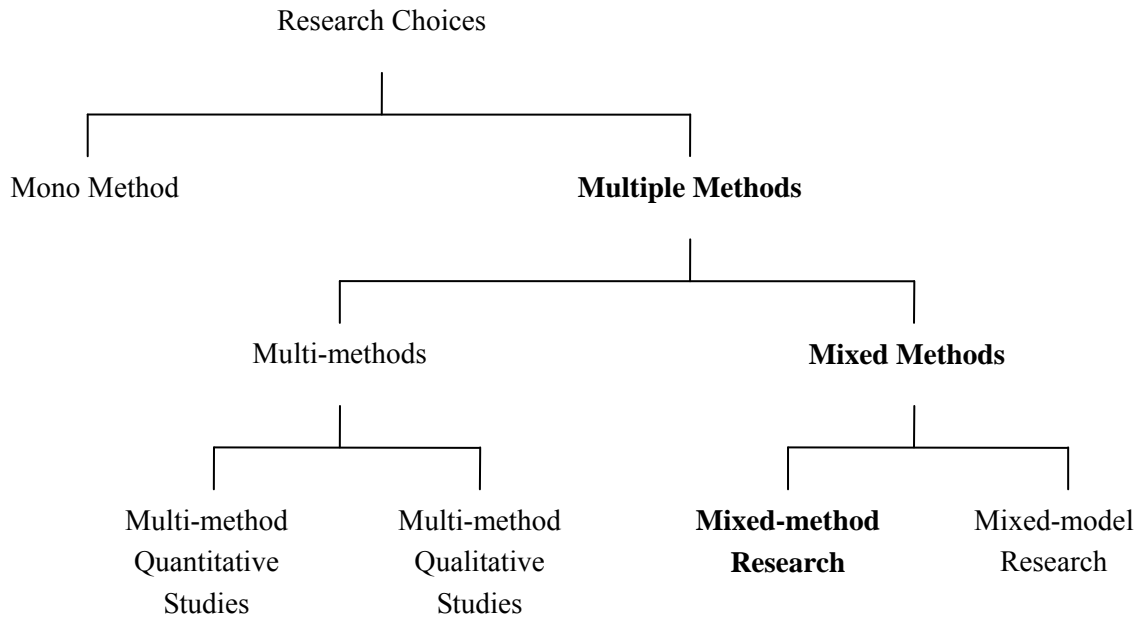 Research Choices
Mono Method
Multiple Methods
Multi-methods
Mixed Methods
Multi-method
Quantitative
Studies
Multi-method
Qualitative
Studies
Mixed-method
Research
Mixed-model
Research